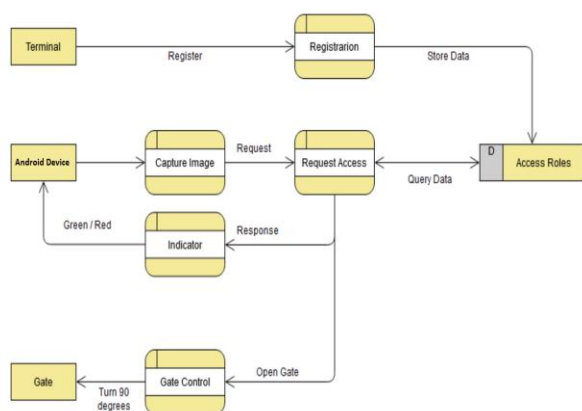 Terminal
Register
Registrarion
Store Data
Android Device
Capture Image
Request
Request Access
Query Data
D
Access Roles
Green / Red
Indicator
Response
Gate
Turn 90
degrees
Gate Control
Open Gate